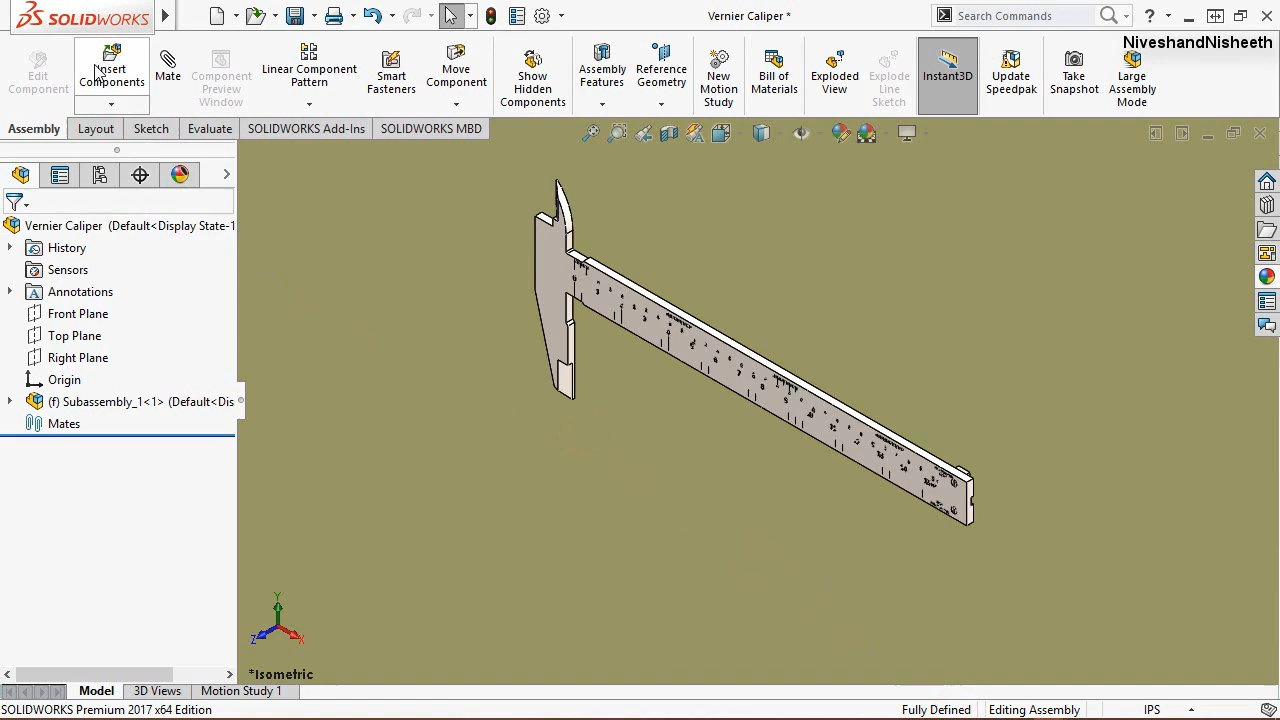 SOLIDWORKS
Vernier Caliper *
Search Commands
NiveshandNisheeth
Edit Component
Insert Components
Mate
Component Preview Window
Linear Component Pattern
Smart Fasteners
Move Component
Show Hidden Components
Assembly Features
Reference Geometry
New Motion Study
Bill of Materials
Exploded View
Explode Line Sketch
Instant3D
Update Speedpak
Take Snapshot
Large Assembly Mode
Assembly
Layout
Sketch
Evaluate
SOLIDWORKS Add-Ins
SOLIDWORKS MBD
Vernier Caliper (Default<Display State-1
History
Sensors
Annotations
Front Plane
Top Plane
Right Plane
Origin
(f) Subassembly_1<1> (Default<Dis
Mates
Y
Z
X
*Isometric
Model
3D Views
Motion Study 1
SOLIDWORKS Premium 2017 x64 Edition
Fully Defined
Editing Assembly
IPS